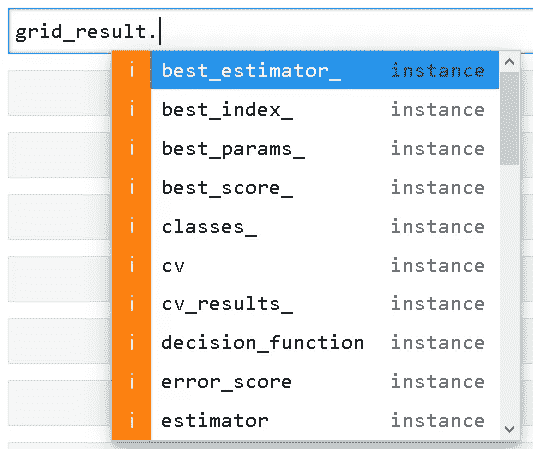 grid_result.
i best_estimator_ instance
i best_index_ instance
i best_params_ instance
i best_score_ instance
i classes_ instance
i cv instance
i cv_results_ instance
i decision_function instance
i error_score instance
i estimator instance